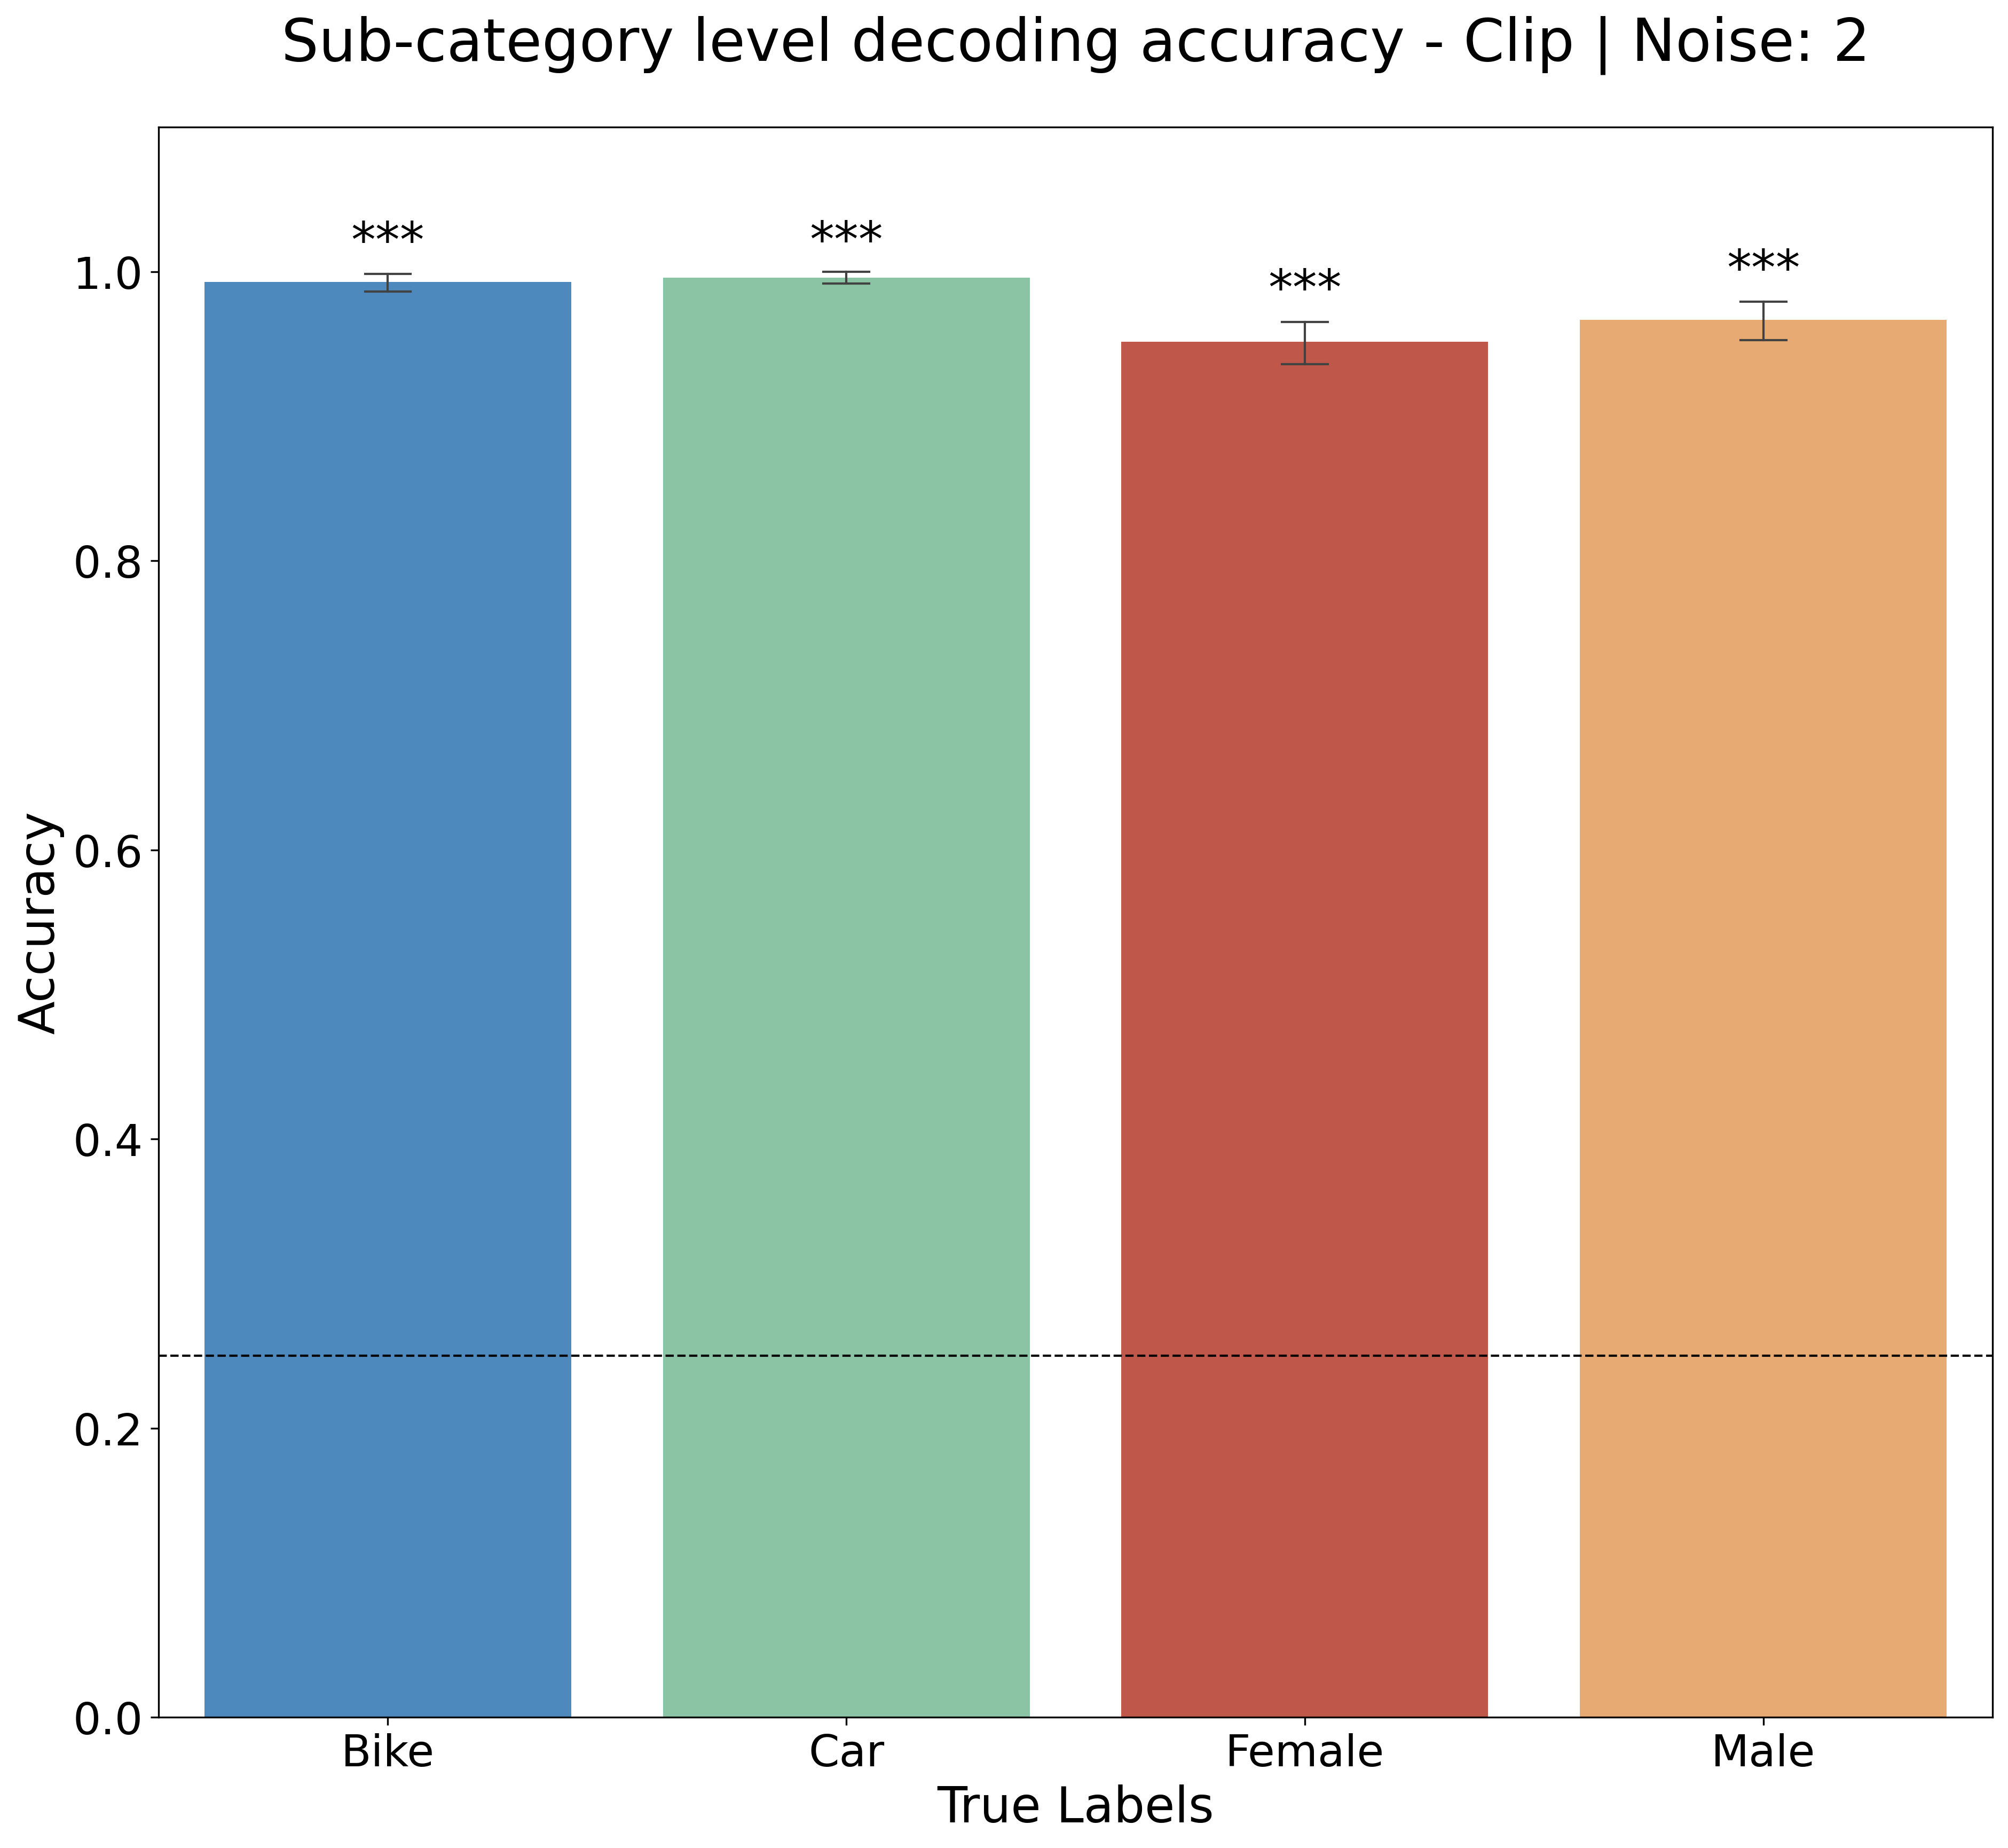 Sub-category level decoding accuracy - Clip | Noise: 2
***
***
***
***
1.0
0.8
0.6
0.4
0.2
0.0
Accuracy
Bike
Car
Female
Male
True Labels